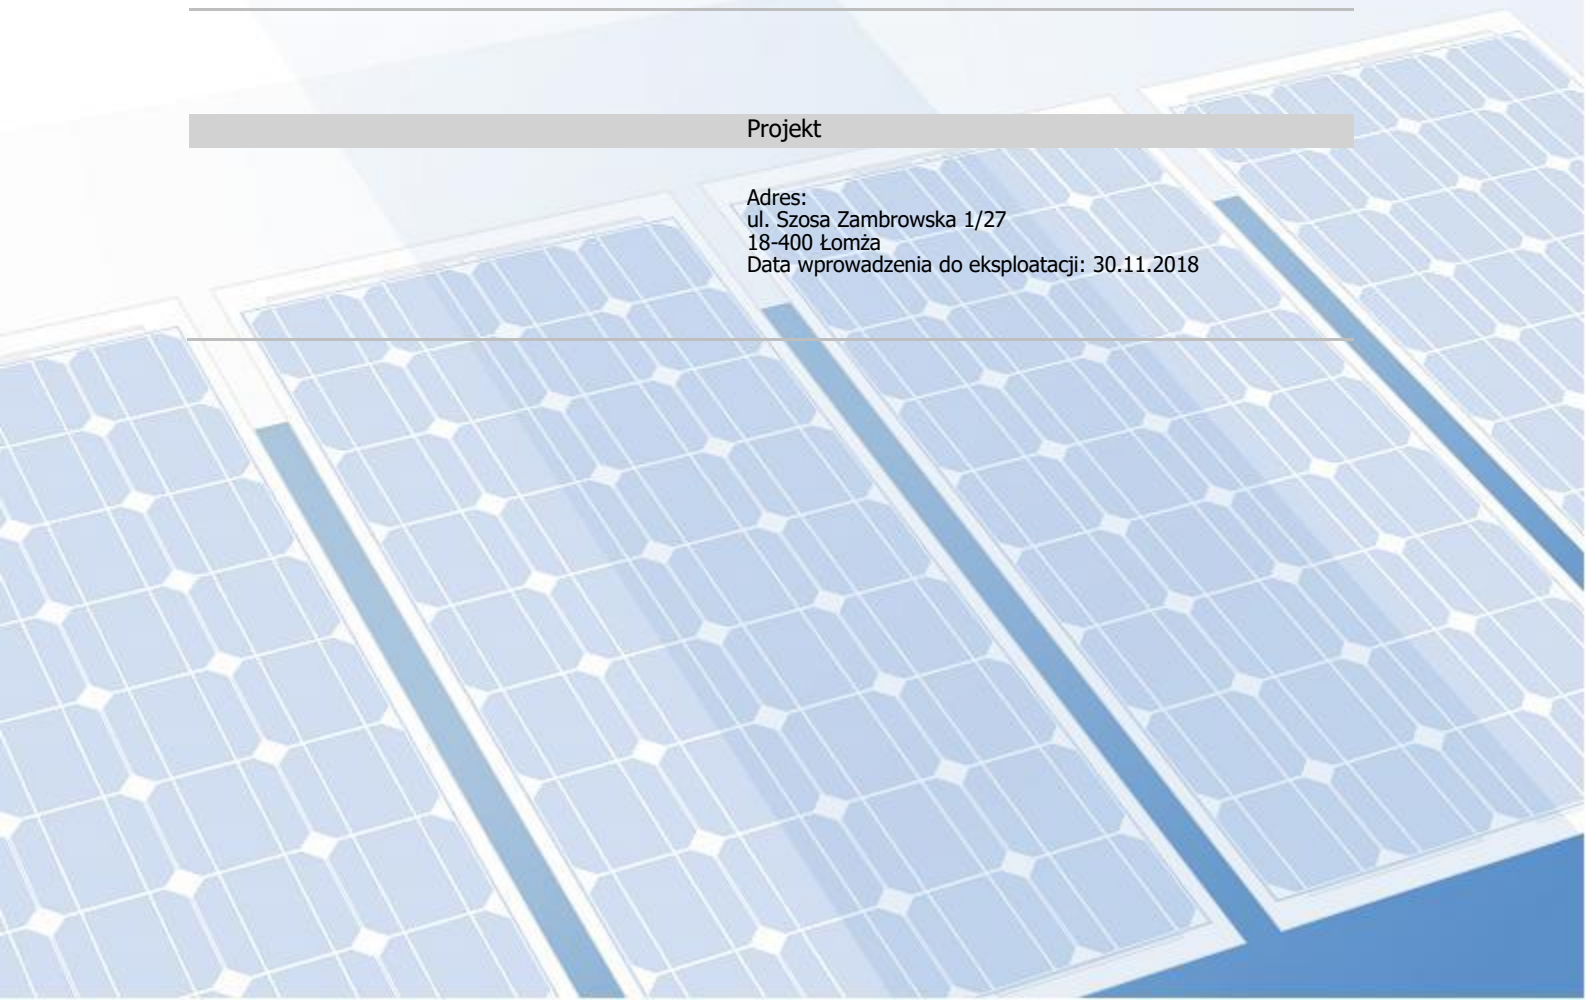 Projekt
Adres:
ul. Szosa Zambrowska 1/27
18-400 Łomża
Data wprowadzenia do eksploatacji: 30.11.2018